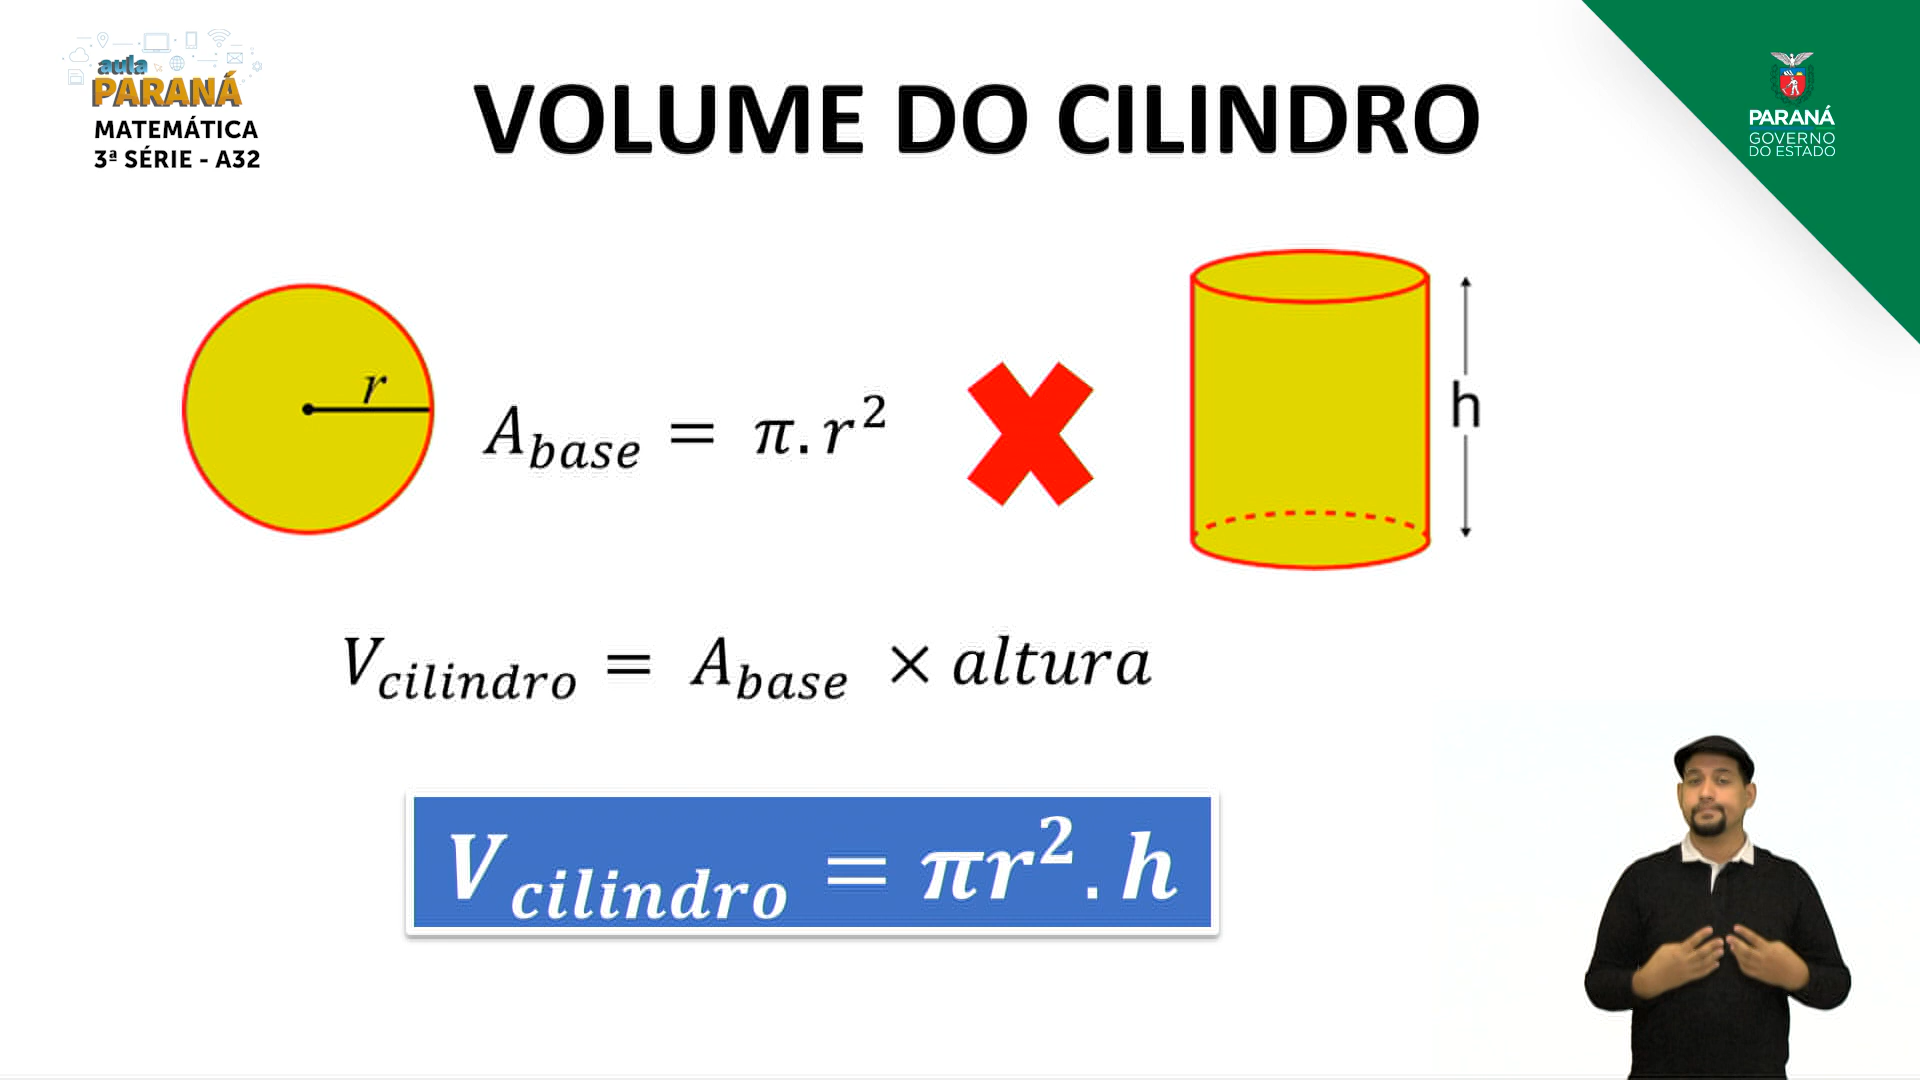 aula
PARANÁ
MATEMÁTICA
3ª SÉRIE - A32
VOLUME DO CILINDRO
PARANÁ
GOVERNO
DO ESTADO
r
A_base = π.r²
h
V_cilindro = A_base × altura
V_cilindro = πr².h